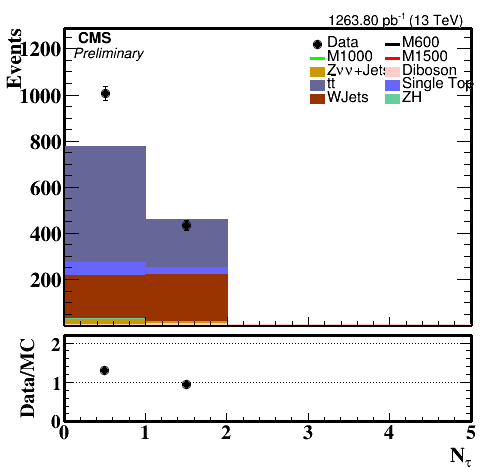 1263.80 pb⁻¹ (13 TeV)
CMS
Preliminary
Data
M600
M1000
M1500
Zνν+Jets
Diboson
tt
Single Top
WJets
ZH
Events
1200
1000
800
600
400
200
Data/MC
2
1
0
0 1 2 3 4 5
N_τ